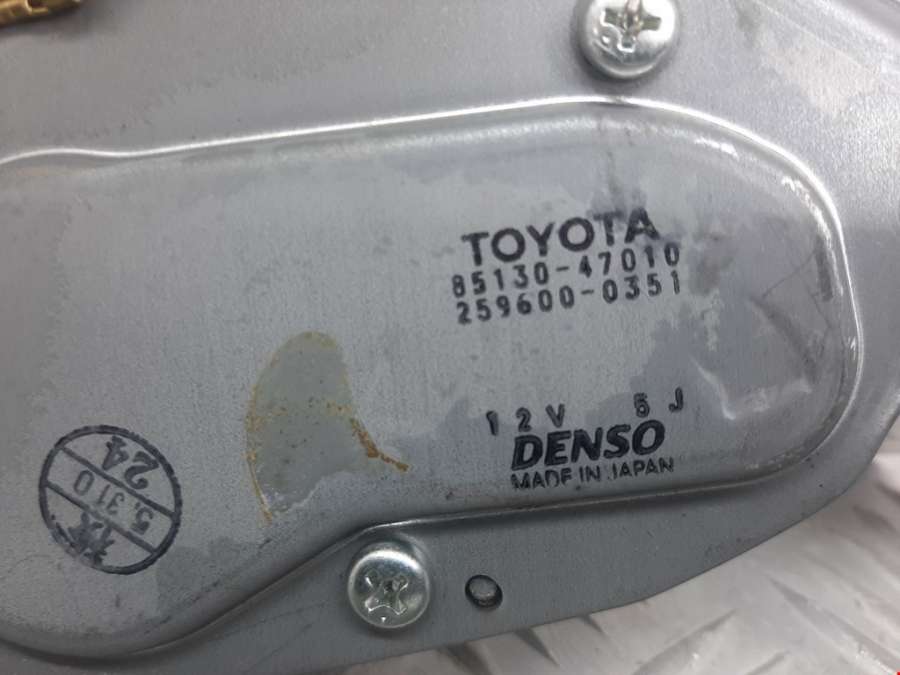 TOYOTA
85130-47010
259600-0351
12V 5J
DENSO
MADE IN JAPAN
24
5.310